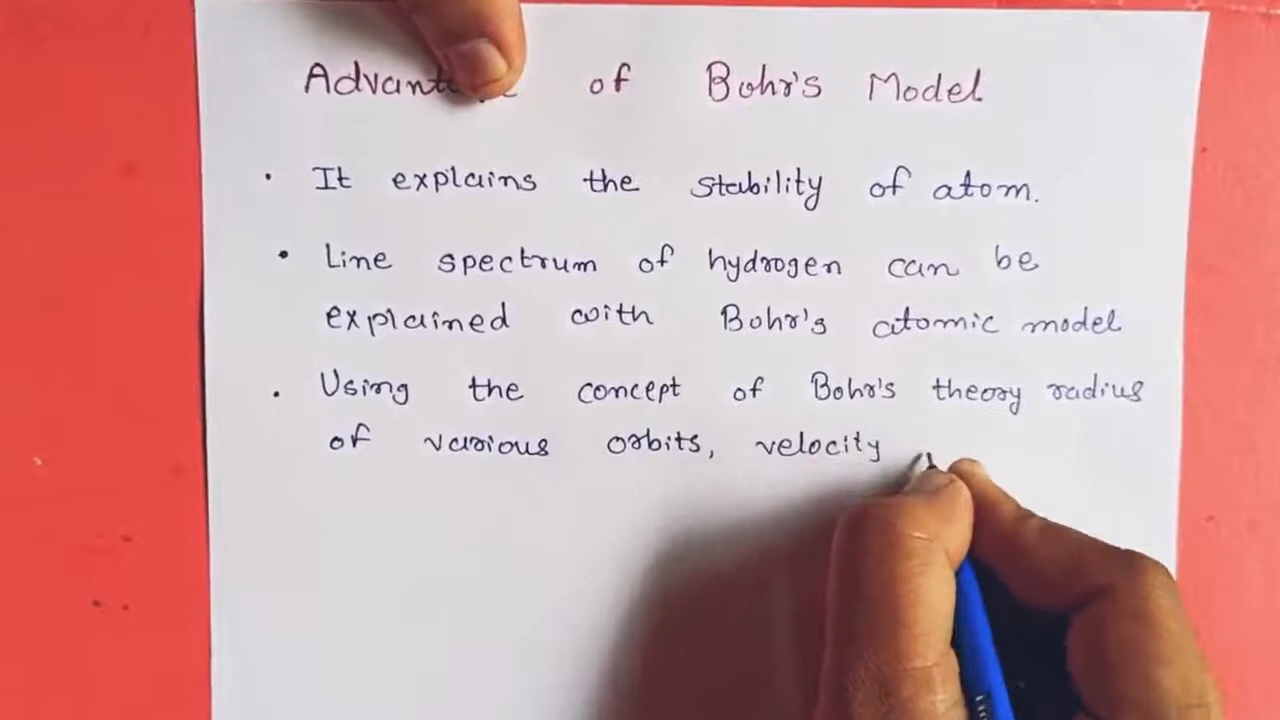 Advant of Bohr's Model
• It explains the stability of atom.
• Line spectrum of hydrogen can be
explained with Bohr's atomic model
• Using the concept of Bohr's theory radius
of various orbits, velocity